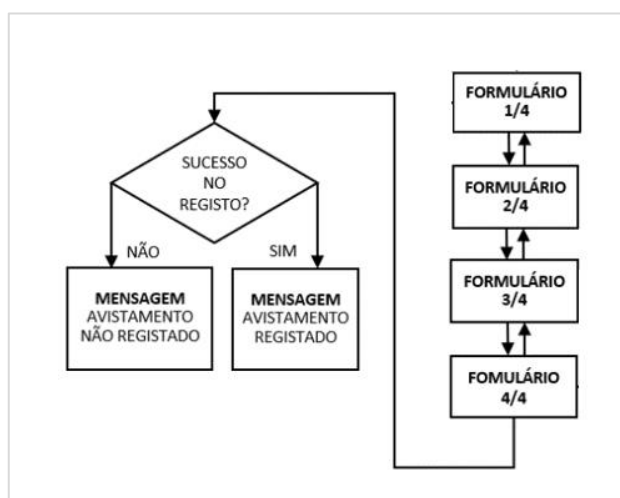 FORMULÁRIO
1/4
FORMULÁRIO
2/4
FORMULÁRIO
3/4
FOMULÁRIO
4/4
SUCESSO
NO
REGISTO?
NÃO
SIM
MENSAGEM
AVISTAMENTO
NÃO REGISTADO
MENSAGEM
AVISTAMENTO
REGISTADO